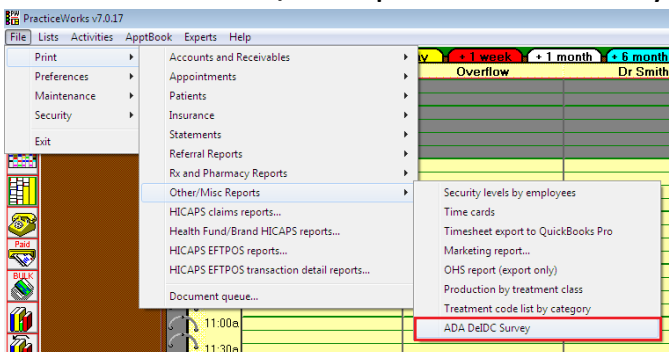 PracticeWorks v7.0.17
File Lists Activities ApptBook Experts Help
+ 1 week + 1 month + 6 month
Overflow Dr Smith
Print
Preferences
Maintenance
Security
Exit
Accounts and Receivables
Appointments
Patients
Insurance
Statements
Referral Reports
Rx and Pharmacy Reports
Other/Misc Reports
HICAPS claims reports...
Health Fund/Brand HICAPS reports...
HICAPS EFTPOS reports...
HICAPS EFTPOS transaction detail reports...
Document queue...
Security levels by employees
Time cards
Timesheet export to QuickBooks Pro
Marketing report...
OHS report (export only)
Production by treatment class
Treatment code list by category
ADA DelDC Survey
Paid
BULK
11:00a
11:30a